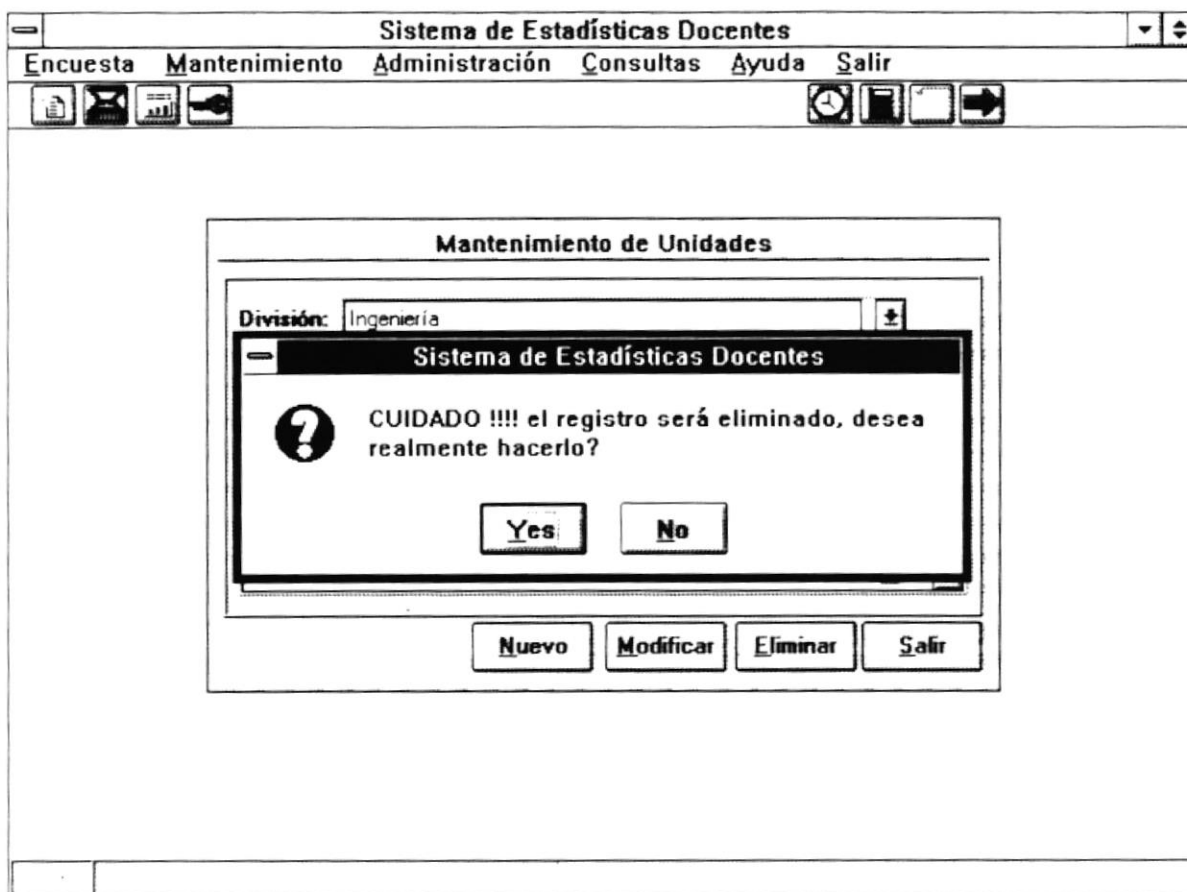 Sistema de Estadísticas Docentes
Encuesta Mantenimiento Administración Consultas Ayuda Salir
Mantenimiento de Unidades
División: Ingeniería
Sistema de Estadísticas Docentes
CUIDADO !!!! el registro será eliminado, desea
realmente hacerlo?
Yes No
Nuevo Modificar Eliminar Salir